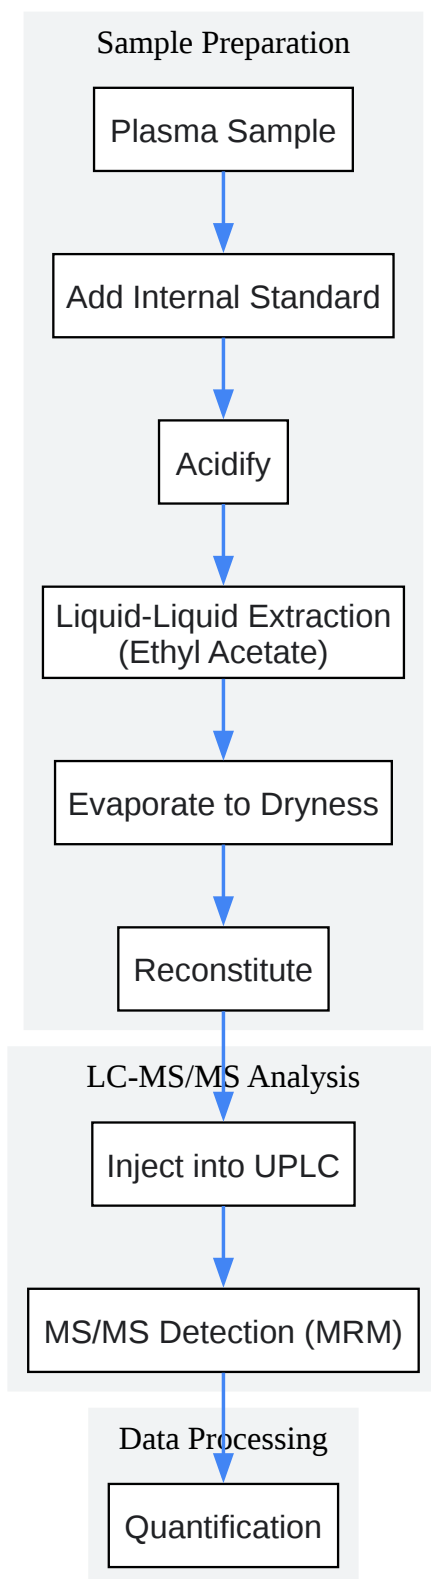 Sample Preparation
Plasma Sample
Add Internal Standard
Acidify
Liquid-Liquid Extraction
(Ethyl Acetate)
Evaporate to Dryness
Reconstitute
LC-MS/MS Analysis
Inject into UPLC
MS/MS Detection (MRM)
Data Processing
Quantification